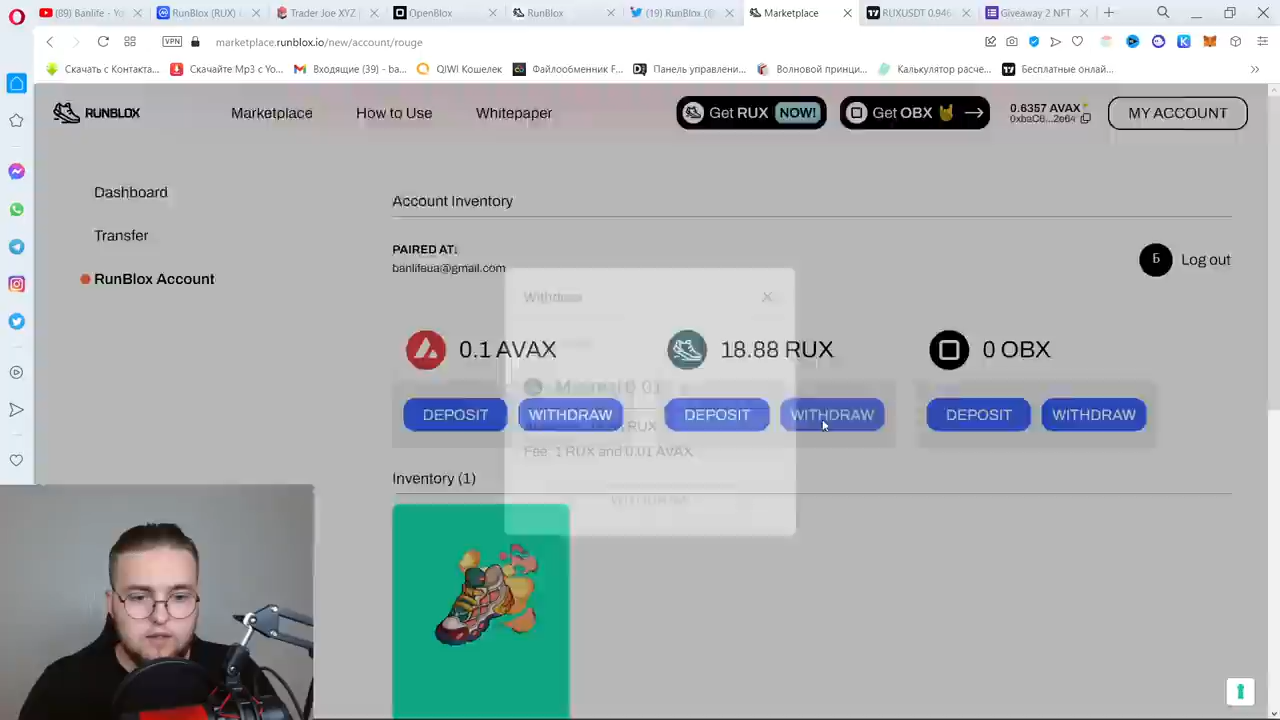 (89) Banlife - Yo
RunBlox (RUX) ц
Trader Joe XYZ
OpenBlox
RunBlox
(19) RunBlox (
Marketplace
RUXUSDT 0.946
Giveaway 2 NFT
VPN
marketplace.runblox.io/new/account/rouge
Скачать с Контакта...
Скачайте Mp3 с Yo...
Входящие (39) - ba...
QIWI Кошелек
Файлообменник F...
Панель управлени...
Волновой принци...
Калькулятор расче...
Бесплатные онлай...
RUNBLOX
Marketplace
How to Use
Whitepaper
Get RUX NOW!
Get OBX
0.6357 AVAX
0xbaC6...2e64
MY ACCOUNT
Dashboard
Transfer
RunBlox Account
Account Inventory
PAIRED AT:
banlifeua@gmail.com
Б
Log out
Withdraw
0.1 AVAX
18.88 RUX
0 OBX
DEPOSIT
WITHDRAW
DEPOSIT
WITHDRAW
DEPOSIT
WITHDRAW
RUX
Fee: 1 RUX and 0.01 AVAX
WITHDRAW
Inventory (1)